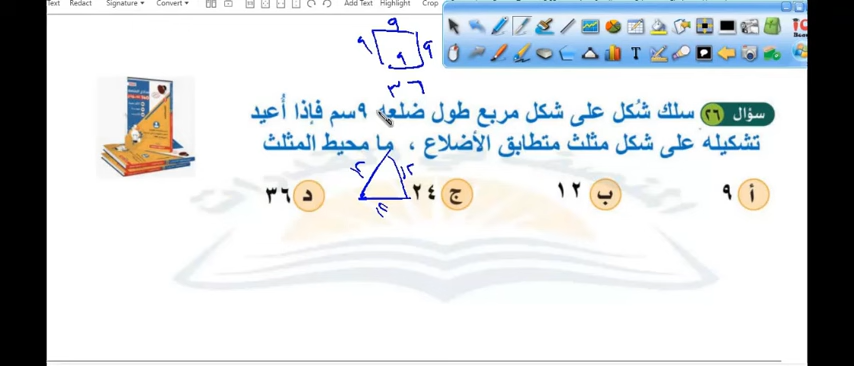 Text Redact Signature Convert Add Text Highlight Crop
٩
٩ ٩
٩
٣٦
سؤال ٢٦ سلك شُكل على شكل مربع طول ضلعه ٩ سم فإذا أُعيد
تشكيله على شكل مثلث متطابق الأضلاع ، ما محيط المثلث
١٢
١٢
١٢
أ ٩ ب ١٢ ج ٢٤ د ٣٦